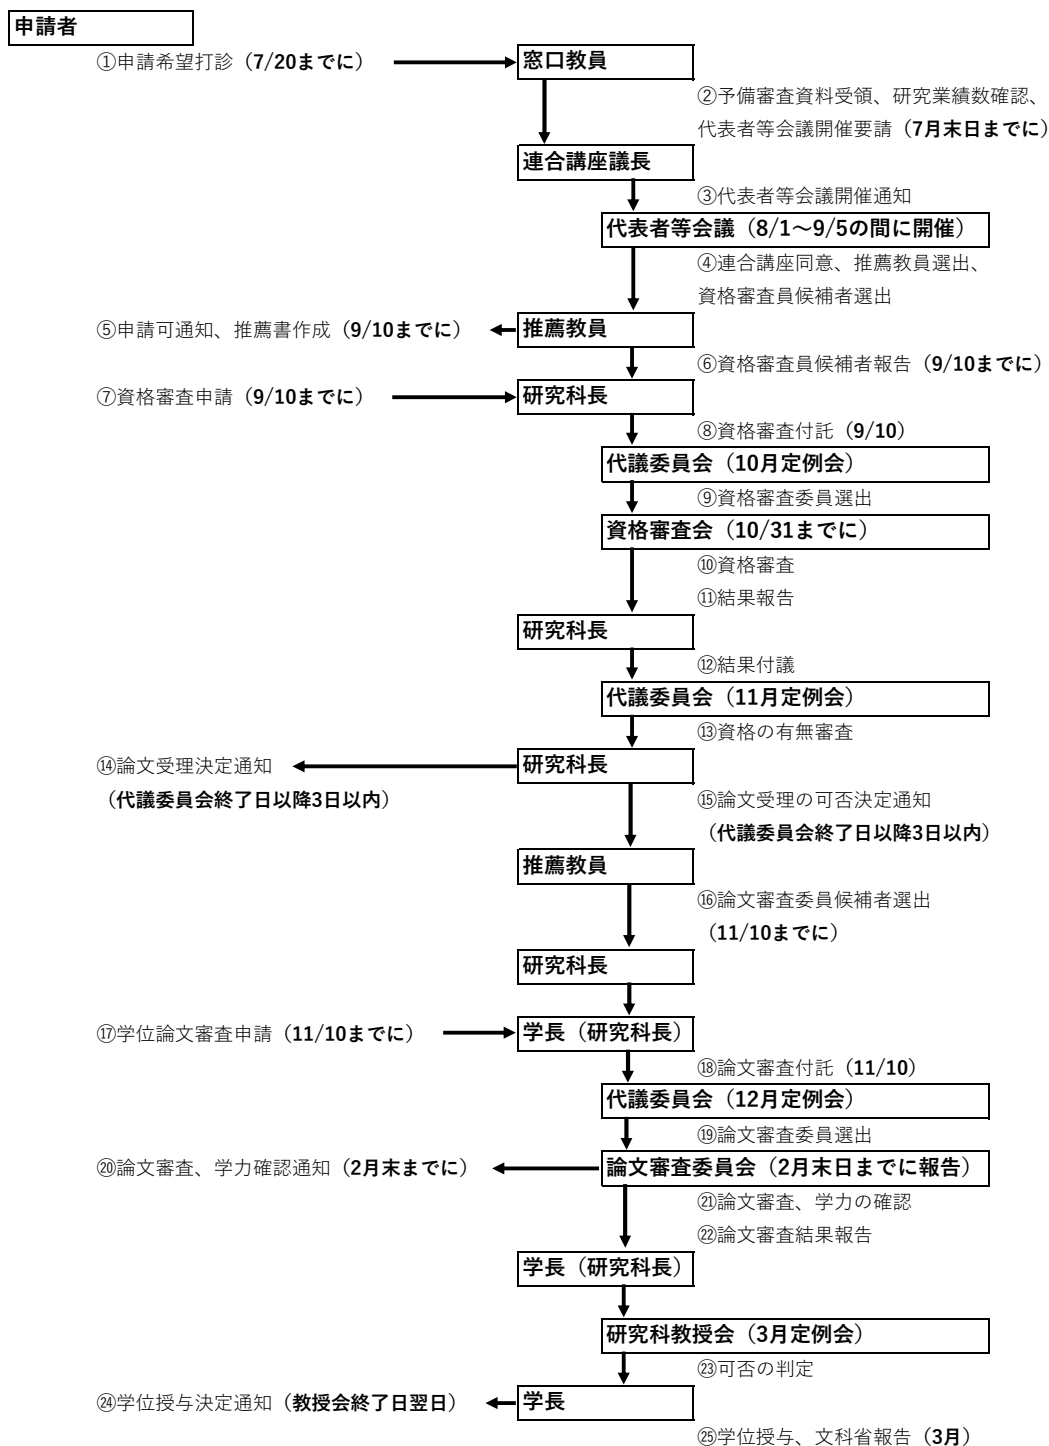 申請者
①申請希望打診（7/20までに）
窓口教員
②予備審査資料受領、研究業績数確認、
代表者等会議開催要請（7月末日までに）
連合講座議長
③代表者等会議開催通知
代表者等会議（8/1～9/5の間に開催）
④連合講座同意、推薦教員選出、
資格審査員候補者選出
⑤申請可通知、推薦書作成（9/10までに）
推薦教員
⑥資格審査員候補者報告（9/10までに）
⑦資格審査申請（9/10までに）
研究科長
⑧資格審査付託（9/10）
代議委員会（10月定例会）
⑨資格審査委員選出
資格審査会（10/31までに）
⑩資格審査
⑪結果報告
研究科長
⑫結果付議
代議委員会（11月定例会）
⑬資格の有無審査
⑭論文受理決定通知
研究科長
（代議委員会終了日以降3日以内）
⑮論文受理の可否決定通知
（代議委員会終了日以降3日以内）
推薦教員
⑯論文審査委員候補者選出
（11/10までに）
研究科長
⑰学位論文審査申請（11/10までに）
学長（研究科長）
⑱論文審査付託（11/10）
代議委員会（12月定例会）
⑲論文審査委員選出
⑳論文審査、学力確認通知（2月末までに）
論文審査委員会（2月末日までに報告）
㉑論文審査、学力の確認
㉒論文審査結果報告
学長（研究科長）
研究科教授会（3月定例会）
㉓可否の判定
㉔学位授与決定通知（教授会終了日翌日）
学長
㉕学位授与、文科省報告（3月）